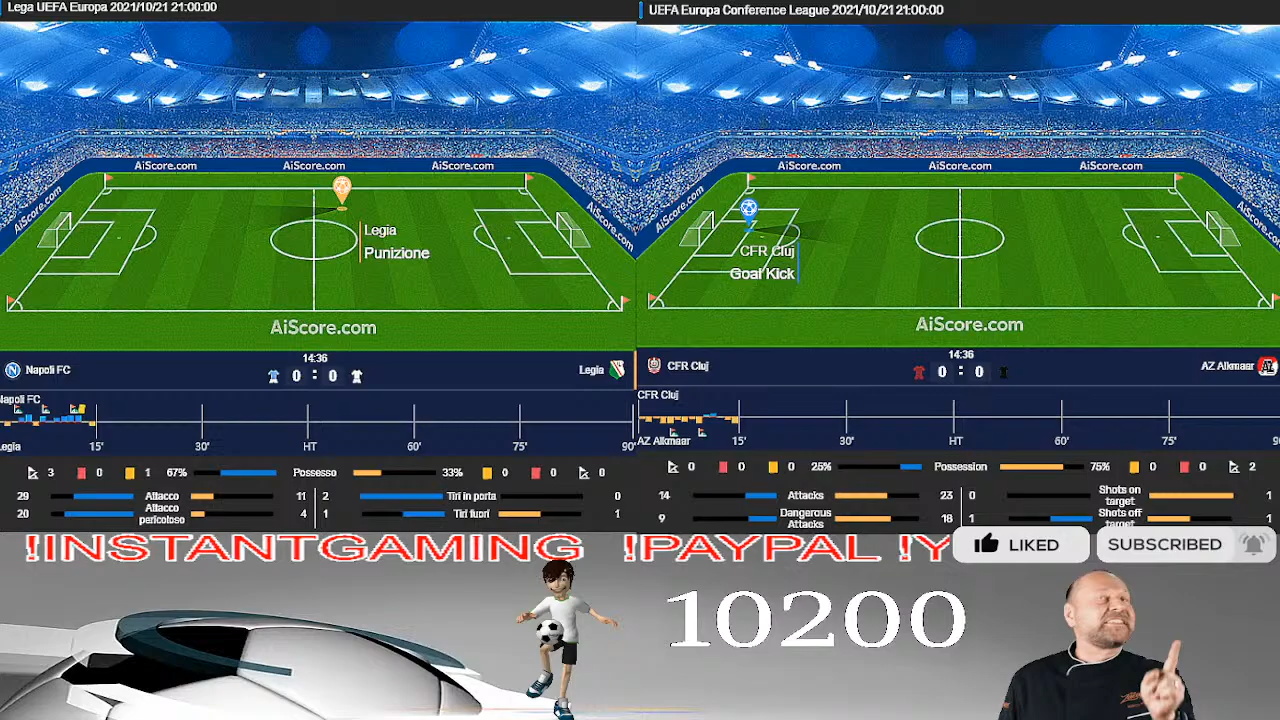 Lega UEFA Europa 2021/10/21 21:00:00
AiScore.com AiScore.com AiScore.com
AiScore.com AiScore.com
Legia
Punizione
AiScore.com
14:36
Napoli FC 0 : 0 Legia
Napoli FC
Legia 15' 30' HT 60' 75' 90'
3 0 1 67% Possesso 33% 0 0 0
29 Attacco 11 2 Tiri in porta 0
20 Attacco pericoloso 4 1 Tiri fuori 1
UEFA Europa Conference League 2021/10/21 21:00:00
AiScore.com AiScore.com AiScore.com
AiScore.com AiScore.com
CFR Cluj
Goal Kick
AiScore.com
14:36
CFR Cluj 0 : 0 AZ Alkmaar
CFR Cluj
AZ Alkmaar 15' 30' HT 60' 75' 90'
0 0 0 25% Possession 75% 0 0 2
14 Attacks 23 0 Shots on target 1
9 Dangerous Attacks 18 1 Shots off target 1
!INSTANTGAMING !PAYPAL !Y
LIKED SUBSCRIBED
10200